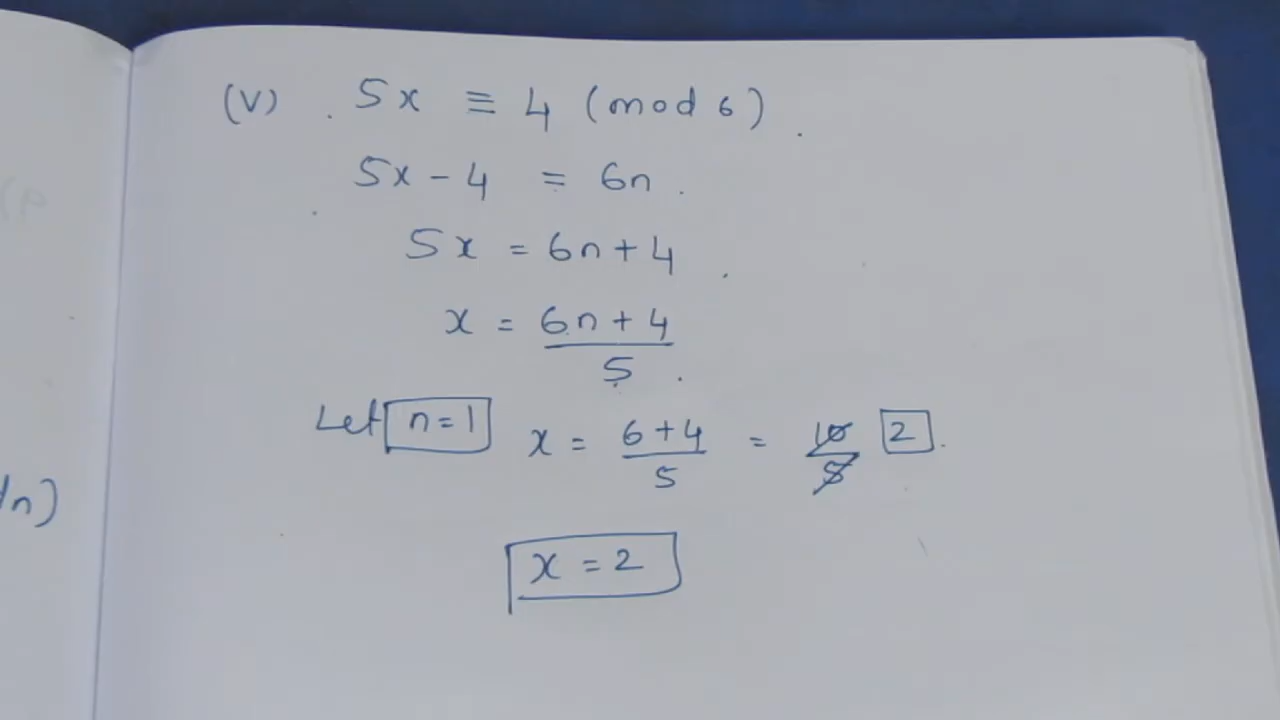 (v) 5x ≡ 4 (mod 6).
5x - 4 = 6n.
5x = 6n + 4
x = 6n + 4 / 5.
Let n = 1 x = 6 + 4 / 5 = 10 / 5 2.
x = 2
n)